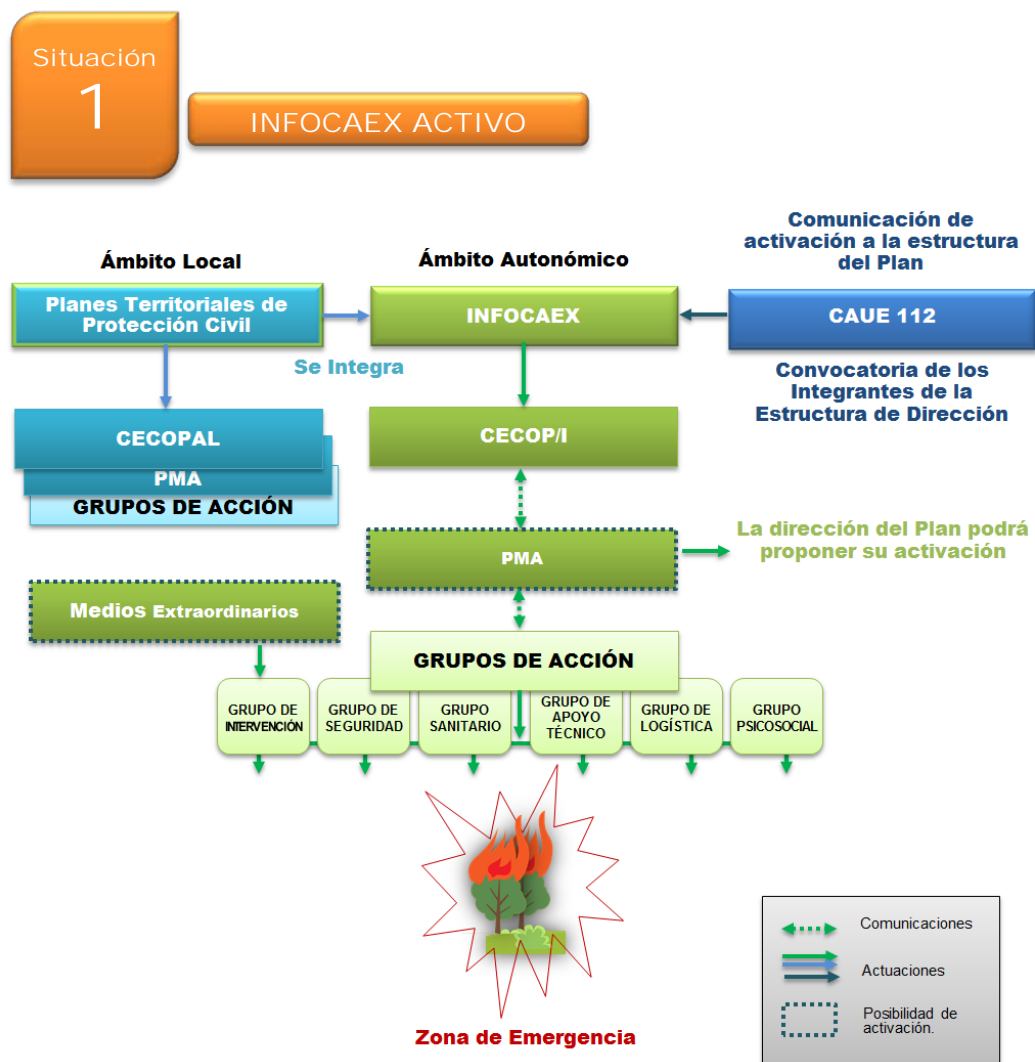 Situación
1
INFOCAEX ACTIVO
Comunicación de
activación a la estructura
del Plan
Ámbito Local
Ámbito Autonómico
Planes Territoriales de
Protección Civil
INFOCAEX
CAUE 112
Se Integra
Convocatoria de los
Integrantes de la
Estructura de Dirección
CECOPAL
PMA
GRUPOS DE ACCIÓN
CECOP/I
PMA
La dirección del Plan podrá
proponer su activación
Medios Extraordinarios
GRUPOS DE ACCIÓN
GRUPO DE
INTERVENCIÓN
GRUPO DE
SEGURIDAD
GRUPO
SANITARIO
GRUPO DE
APOYO
TÉCNICO
GRUPO DE
LOGÍSTICA
GRUPO
PSICOSOCIAL
Zona de Emergencia
Comunicaciones
Actuaciones
Posibilidad de
activación.